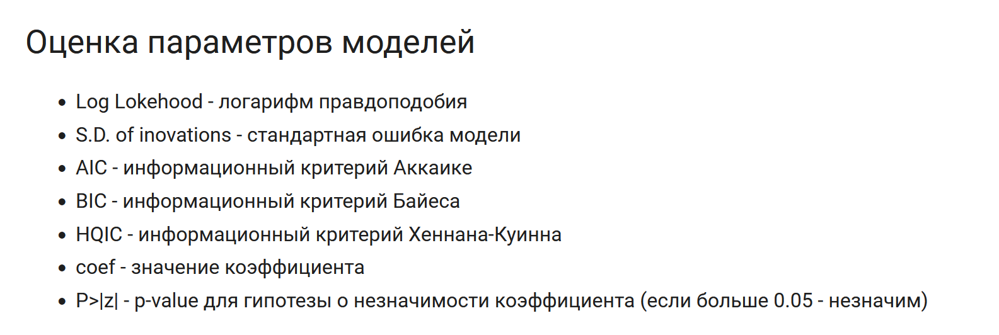 Оценка параметров моделей
• Log Lokehood - логарифм правдоподобия
• S.D. of inovations - стандартная ошибка модели
• AIC - информационный критерий Аккаике
• BIC - информационный критерий Байеса
• HQIC - информационный критерий Хеннана-Куинна
• coef - значение коэффициента
• P>|z| - p-value для гипотезы о незначимости коэффициента (если больше 0.05 - незначим)